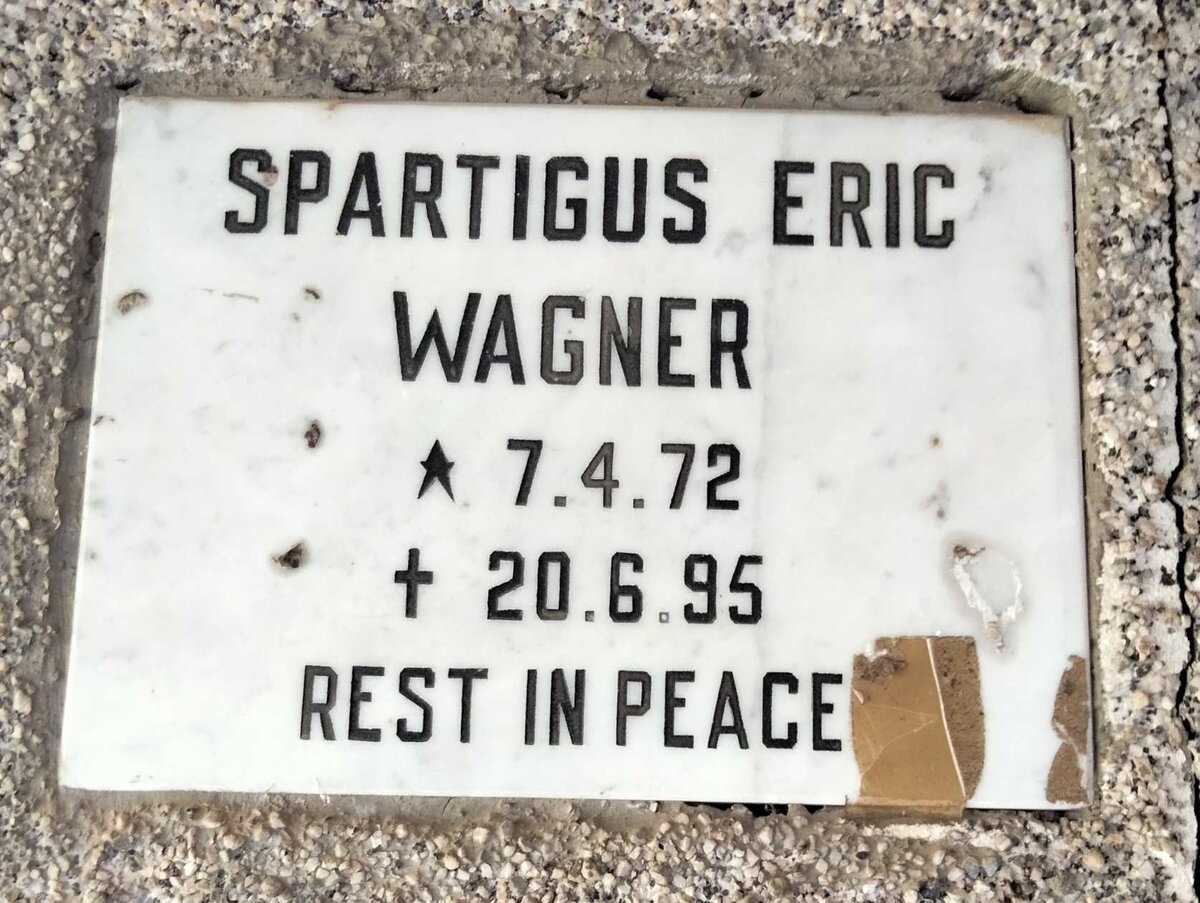 SPARTIGUS ERIC
WAGNER
★ 7.4.72
✝ 20.6.95
REST IN PEACE